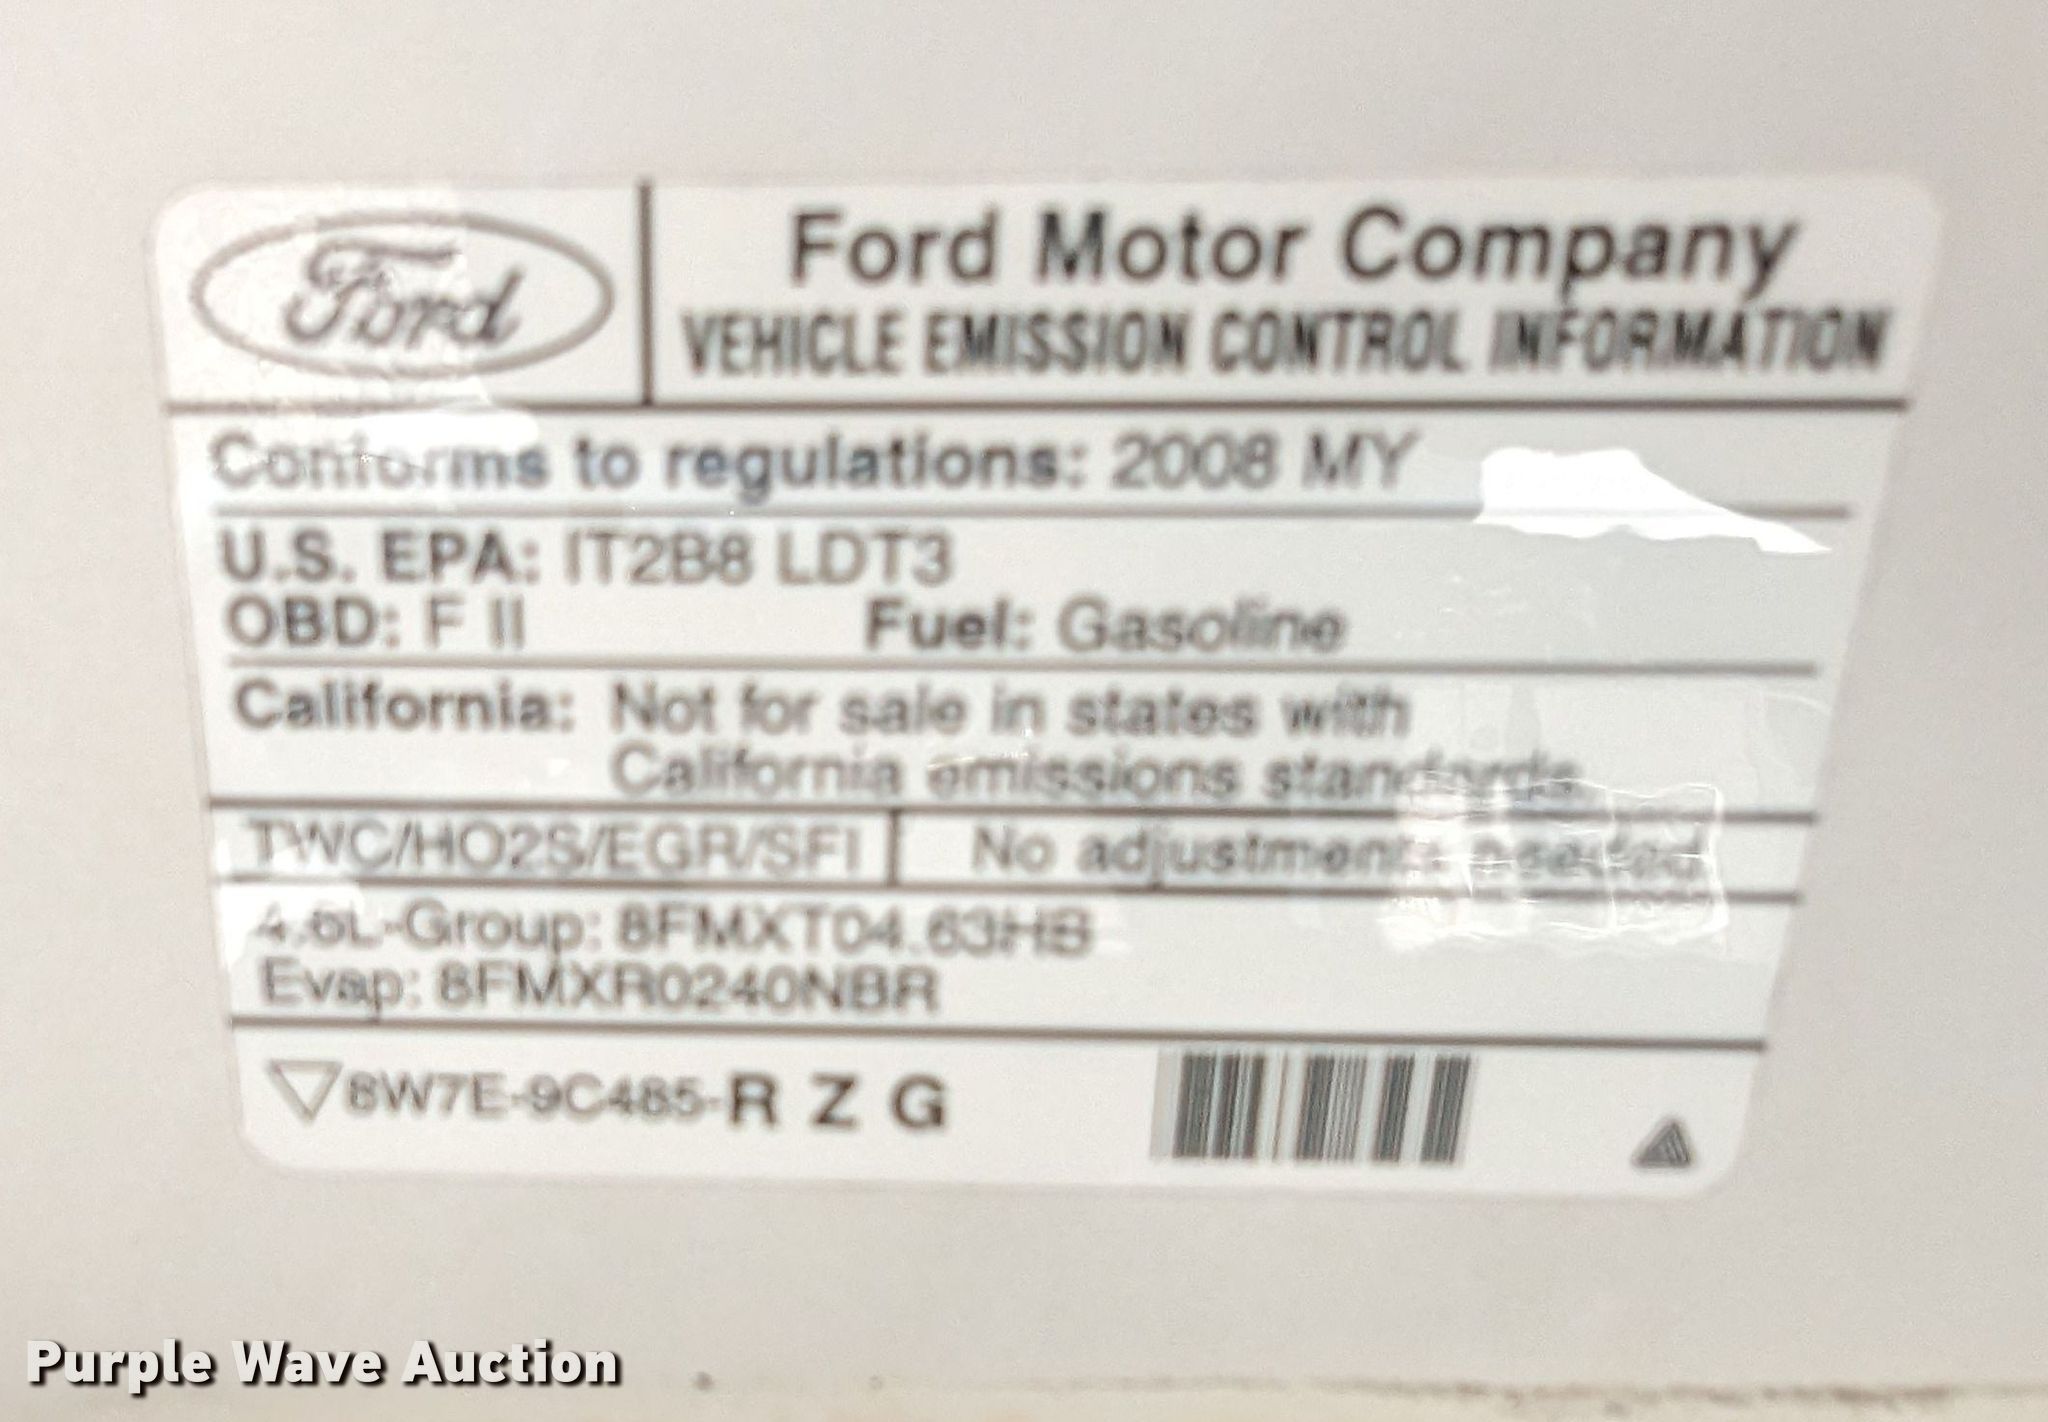 Ford
Ford Motor Company
VEHICLE EMISSION CONTROL INFORMATION
Conforms to regulations: 2008 MY
U.S. EPA: IT2B8 LDT3
OBD: F II Fuel: Gasoline
California: Not for sale in states with
California emissions standards.
TWC/HO2S/EGR/SFI No adjustments needed.
4.6L-Group: 8FMXT04.63HB
Evap: 8FMXR0240NBR
8W7E-9C485-R Z G
Purple Wave Auction